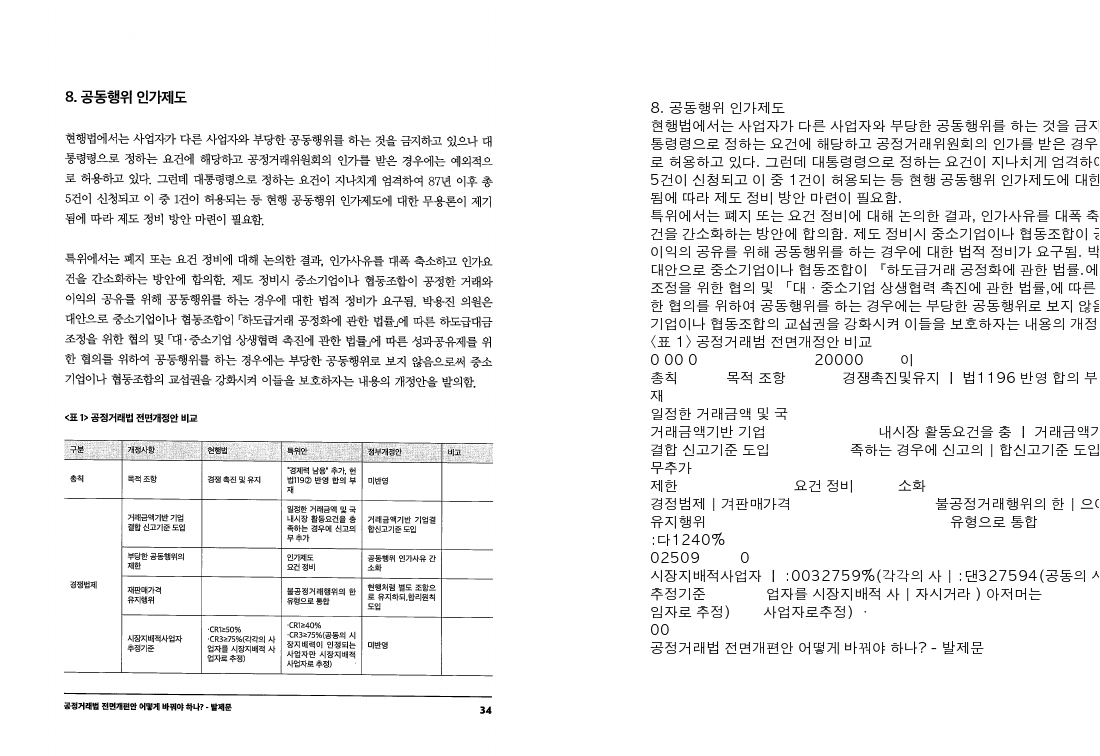 8. 공동행위 인가제도
현행법에서는 사업자가 다른 사업자와 부당한 공동행위를 하는 것을 금지하고 있으나 대
통령령으로 정하는 요건에 해당하고 공정거래위원회의 인가를 받은 경우에는 예외적으
로 허용하고 있다. 그런데 대통령령으로 정하는 요건이 지나치게 엄격하여 87년 이후 총
5건이 신청되고 이 중 1건이 허용되는 등 현행 공동행위 인가제도에 대한 무용론이 제기
됨에 따라 제도 정비 방안 마련이 필요함.
특위에서는 폐지 또는 요건 정비에 대해 논의한 결과, 인가사유를 대폭 축소하고 인가요
건을 간소화하는 방안에 합의함. 제도 정비시 중소기업이나 협동조합이 공정한 거래와
이익의 공유를 위해 공동행위를 하는 경우에 대한 법적 정비가 요구됨. 박용진 의원은
대안으로 중소기업이나 협동조합이 「하도급거래 공정화에 관한 법률」에 따른 하도급대금
조정을 위한 협의 및 「대·중소기업 상생협력 촉진에 관한 법률」에 따른 성과공유제를 위
한 협의를 위하여 공동행위를 하는 경우에는 부당한 공동행위로 보지 않음으로써 중소
기업이나 협동조합의 교섭권을 강화시켜 이들을 보호하자는 내용의 개정안을 발의함.
<표 1> 공정거래법 전면개정안 비교
구분 개정사항 현행법 특위안 정부개정안 비고
총칙 목적 조항 경쟁 촉진 및 유지 "경제력 남용" 추가, 헌
법119② 반영 합의 부
재 미반영
경쟁법제
거래금액기반 기업
결합 신고기준 도입
일정한 거래금액 및 국
내시장 활동요건을 충
족하는 경우에 신고의
무 추가
거래금액기반 기업결
합신고기준 도입
부당한 공동행위의
제한
인가제도
요건 정비
공동행위 인가사유 간
소화
재판매가격
유지행위
불공정거래행위의 한
유형으로 통합
현행처럼 별도 조항으
로 유지하되,합리원칙
도입
시장지배적사업자
추정기준
·CR1≥50%
·CR3≥75%(각각의 사
업자를 시장지배적 사
업자로 추정)
·CR1≥40%
·CR3≥75%(공동의 시
장지배력이 인정되는
사업자만 시장지배적
사업자로 추정)
미반영
공정거래법 전면개편안 어떻게 바꿔야 하나? - 발제문 34
8. 공동행위 인가제도
현행법에서는 사업자가 다른 사업자와 부당한 공동행위를 하는 것을 금지
통령령으로 정하는 요건에 해당하고 공정거래위원회의 인가를 받은 경우
로 허용하고 있다. 그런데 대통령령으로 정하는 요건이 지나치게 엄격하여
5건이 신청되고 이 중 1건이 허용되는 등 현행 공동행위 인가제도에 대한
됨에 따라 제도 정비 방안 마련이 필요함.
특위에서는 폐지 또는 요건 정비에 대해 논의한 결과, 인가사유를 대폭 축
건을 간소화하는 방안에 합의함. 제도 정비시 중소기업이나 협동조합이 공
이익의 공유를 위해 공동행위를 하는 경우에 대한 법적 정비가 요구됨. 박
대안으로 중소기업이나 협동조합이 『하도급거래 공정화에 관한 법률.에
조정을 위한 협의 및 「대·중소기업 상생협력 촉진에 관한 법률,에 따른
한 협의를 위하여 공동행위를 하는 경우에는 부당한 공동행위로 보지 않음
기업이나 협동조합의 교섭권을 강화시켜 이들을 보호하자는 내용의 개정
〈표 1〉 공정거래법 전면개정안 비교
0 00 0 20000 이
총칙 목적 조항 경쟁촉진및유지 | 법1196 반영 합의 부
재
일정한 거래금액 및 국
거래금액기반 기업 내시장 활동요건을 충 | 거래금액기
결합 신고기준 도입 족하는 경우에 신고의 | 합신고기준 도입
무추가
제한 요건 정비 소화
경정법제 | 겨판매가격 불공정거래행위의 한 | 으
유지행위 유형으로 통합
:다1240%
02509 0
시장지배적사업자 | :0032759%(각각의 사 | :댄327594(공동의 시
추정기준 업자를 시장지배적 사 | 자시거라 ) 아저머는
임자로 추정) 사업자로추정) ·
00
공정거래법 전면개편안 어떻게 바꿔야 하나? - 발제문